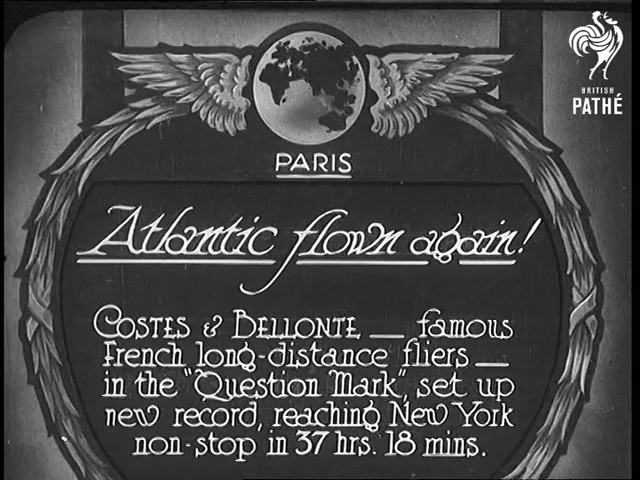 BRITISH
PATHÉ
PARIS
Atlantic flown again!
COSTES & BELLONTE — famous
French long-distance fliers —
in the "Question Mark", set up
new record, reaching New York
non-stop in 37 hrs. 18 mins.